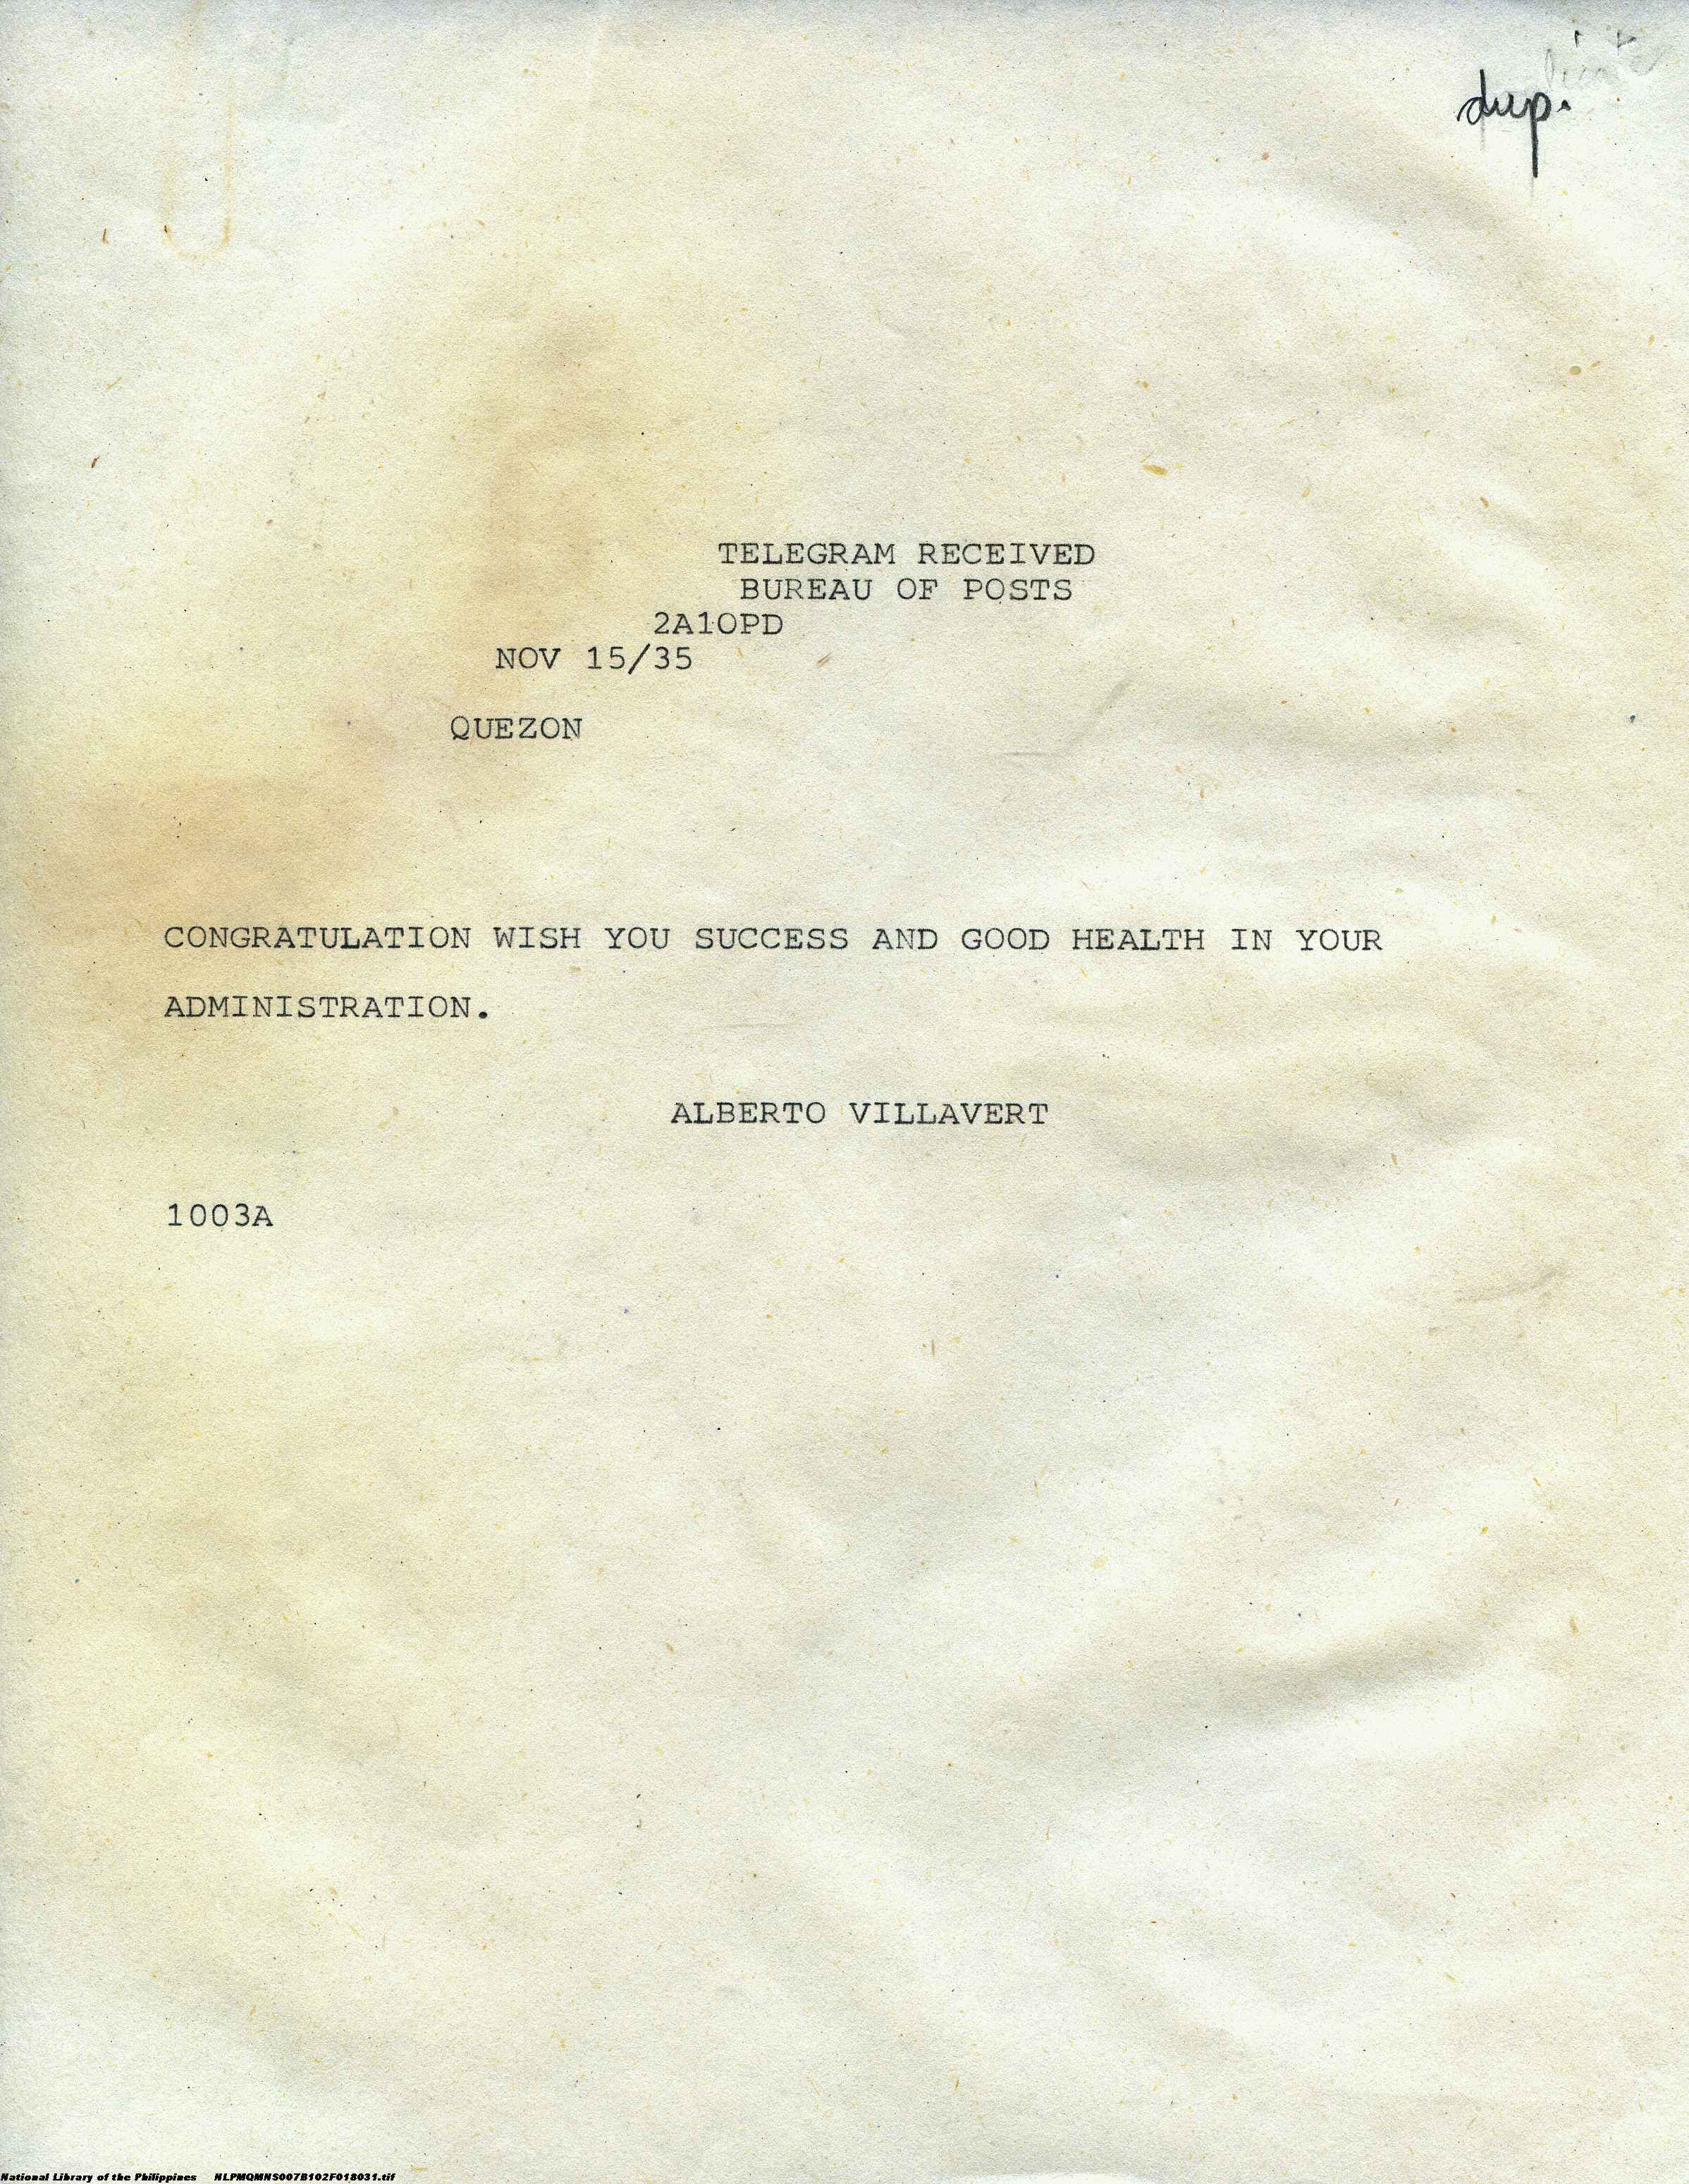 dup.
TELEGRAM RECEIVED
BUREAU OF POSTS
2A1OPD
NOV 15/35
QUEZON
CONGRATULATION WISH YOU SUCCESS AND GOOD HEALTH IN YOUR
ADMINISTRATION.
ALBERTO VILLAVERT
1003A
National Library of the Philippines NLPMQMNS007B102F018031.tif